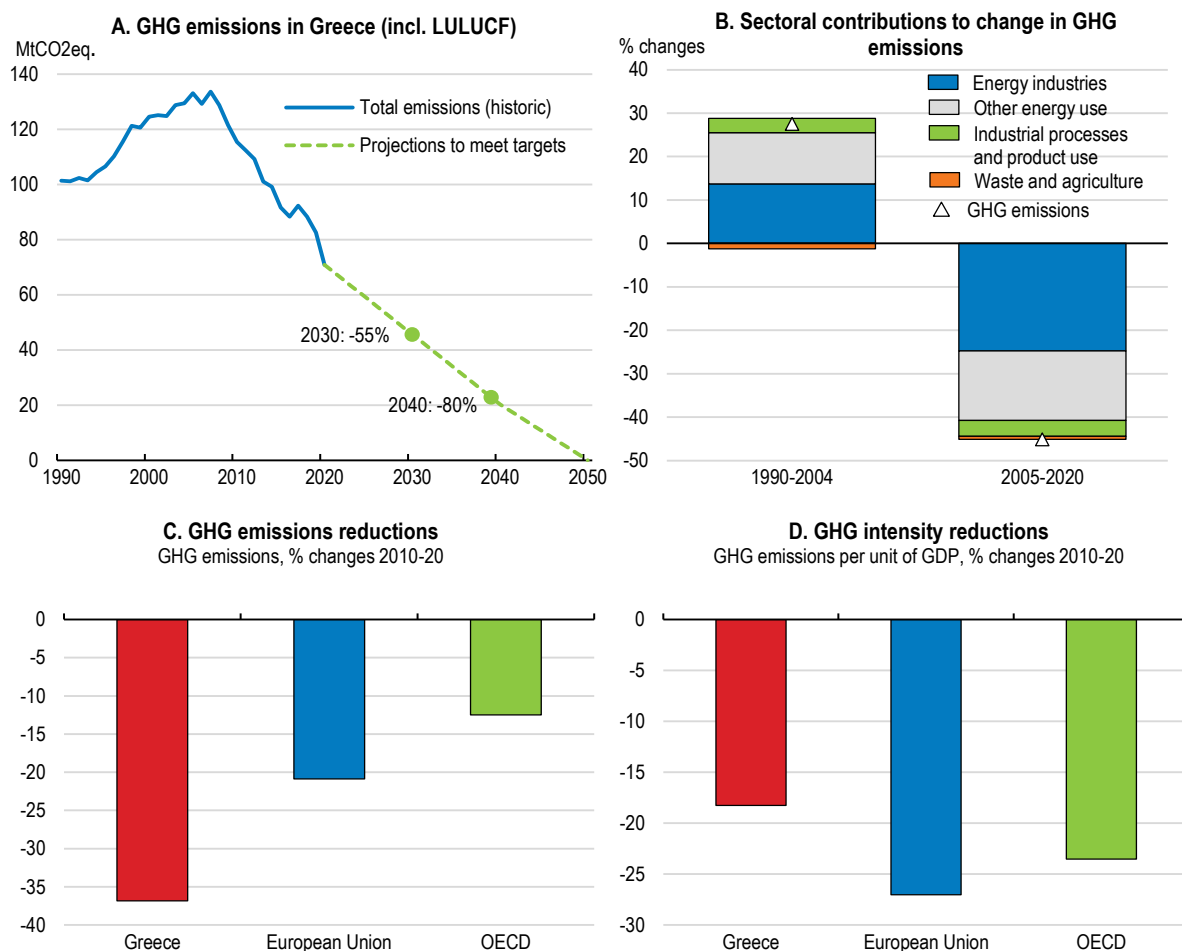 A. GHG emissions in Greece (incl. LULUCF)
MtCO2eq.
140
120
100
80
60
40
20
0
Total emissions (historic)
Projections to meet targets
2030: -55%
2040: -80%
1990
2000
2010
2020
2030
2040
2050
B. Sectoral contributions to change in GHG
emissions
% changes
40
30
20
10
0
-10
-20
-30
-40
-50
Energy industries
Other energy use
Industrial processes
and product use
Waste and agriculture
GHG emissions
1990-2004
2005-2020
C. GHG emissions reductions
GHG emissions, % changes 2010-20
0
-5
-10
-15
-20
-25
-30
-35
-40
Greece
European Union
OECD
D. GHG intensity reductions
GHG emissions per unit of GDP, % changes 2010-20
0
-5
-10
-15
-20
-25
-30
Greece
European Union
OECD